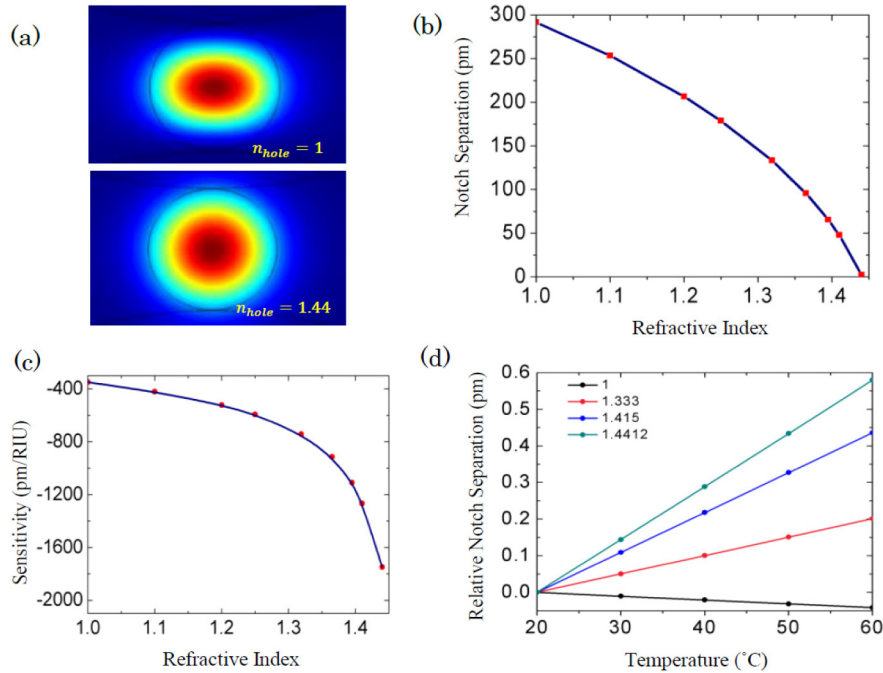 (a)
n_hole = 1
n_hole = 1.44
(b)
Notch Separation (pm)
300
250
200
150
100
50
0
1.0 1.1 1.2 1.3 1.4
Refractive Index
(c)
Sensitivity (pm/RIU)
-400
-800
-1200
-1600
-2000
1.0 1.1 1.2 1.3 1.4
Refractive Index
(d)
Relative Notch Separation (pm)
0.6
0.5
0.4
0.3
0.2
0.1
0.0
1
1.333
1.415
1.4412
20 30 40 50 60
Temperature (˚C)